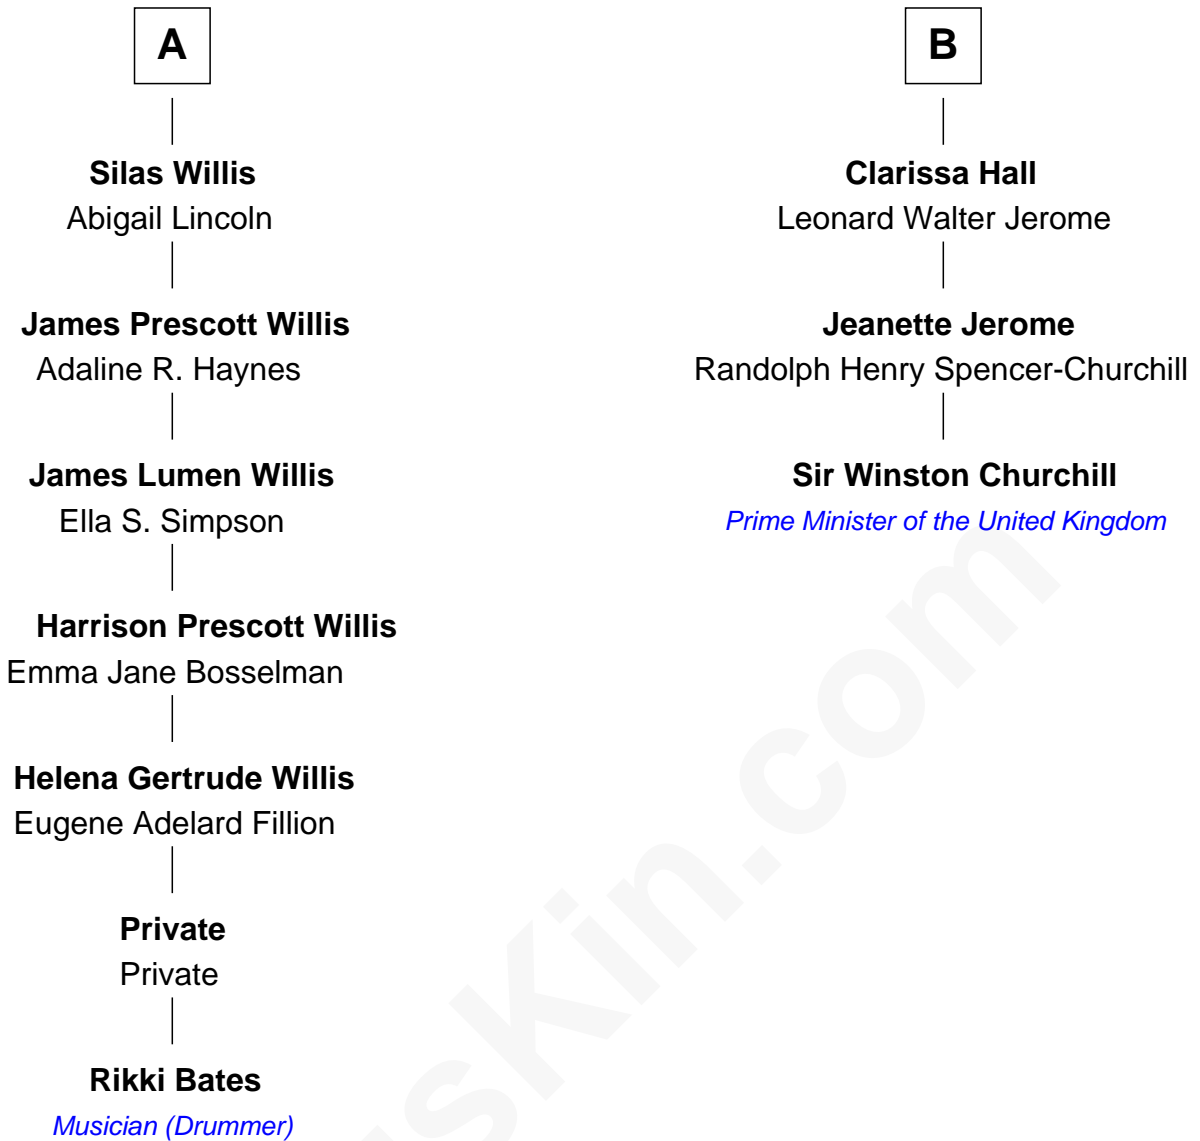 A
Silas Willis
Abigail Lincoln
James Prescott Willis
Adaline R. Haynes
James Lumen Willis
Ella S. Simpson
Harrison Prescott Willis
Emma Jane Bosselman
Helena Gertrude Willis
Eugene Adelard Fillion
Private
Private
Rikki Bates
Musician (Drummer)
B
Clarissa Hall
Leonard Walter Jerome
Jeanette Jerome
Randolph Henry Spencer-Churchill
Sir Winston Churchill
Prime Minister of the United Kingdom